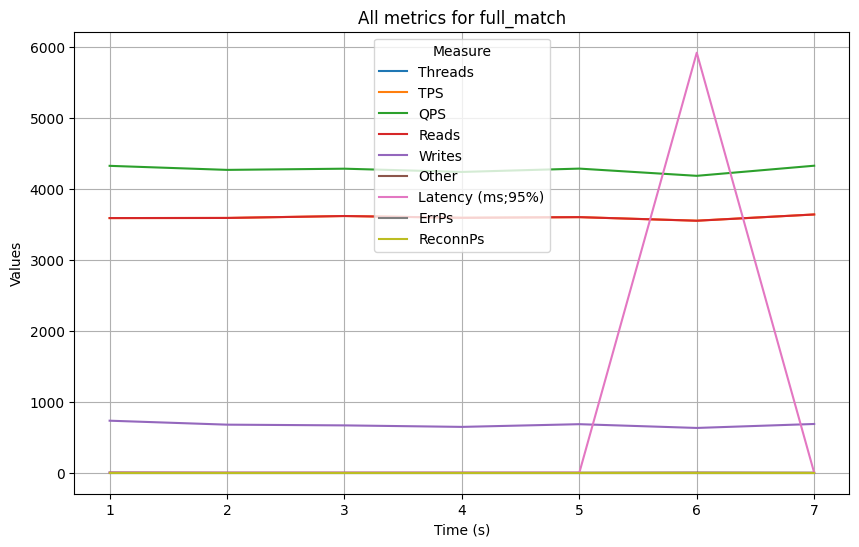 All metrics for full_match
6000
5000
4000
3000
2000
1000
0
Values
Measure
Threads
TPS
QPS
Reads
Writes
Other
Latency (ms;95%)
ErrPs
ReconnPs
1 2 3 4 5 6 7
Time (s)